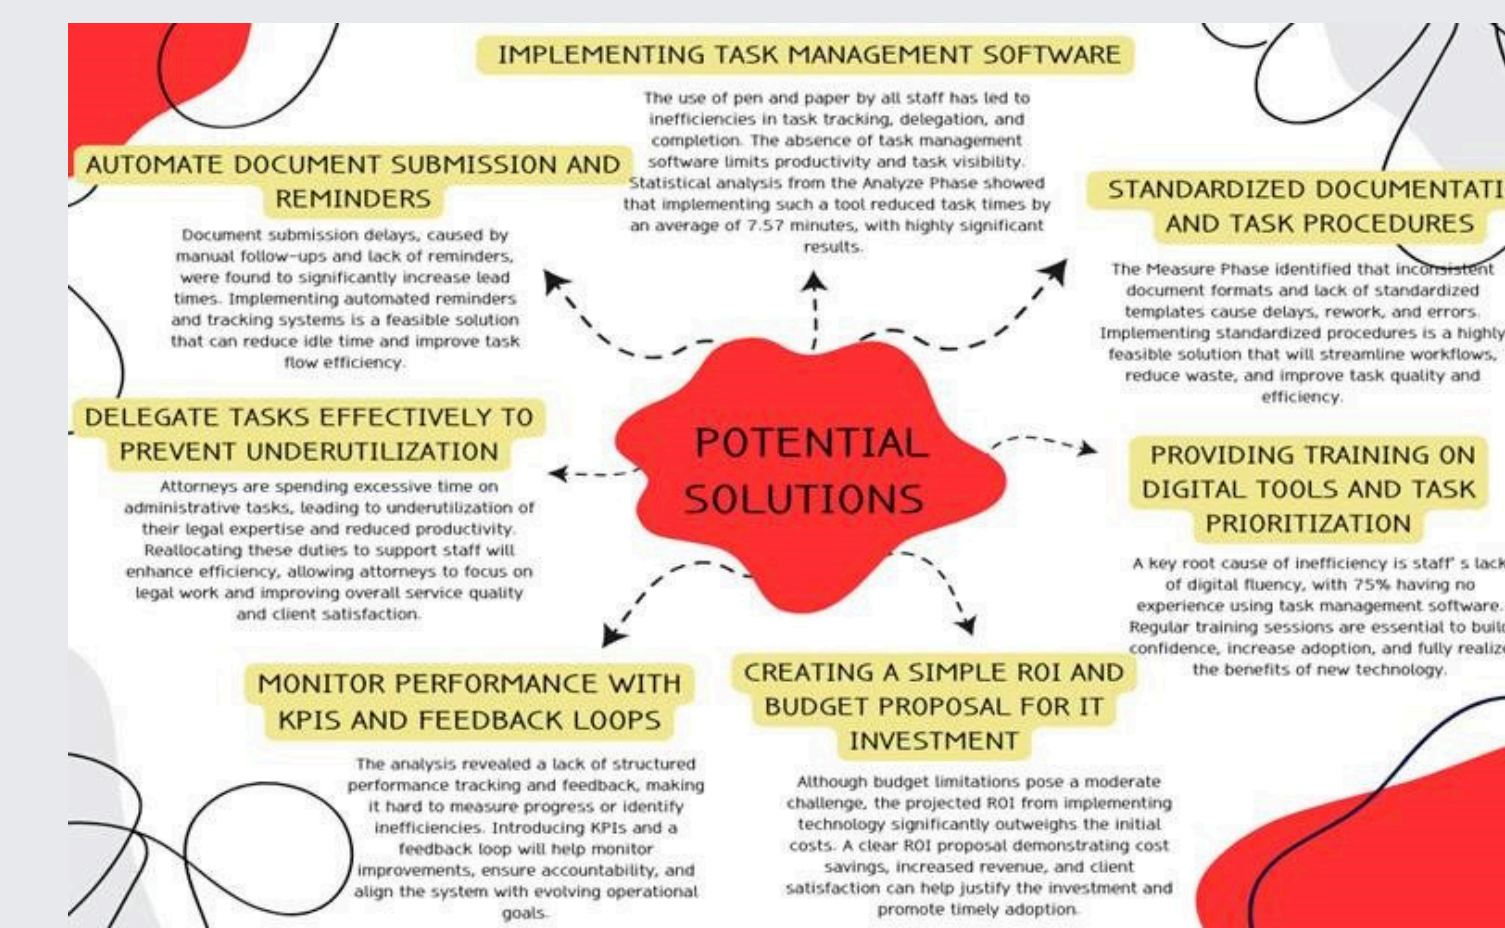 IMPLEMENTING TASK MANAGEMENT SOFTWARE
The use of pen and paper by all staff has led to
inefficiencies in task tracking, delegation, and
completion. The absence of task management
software limits productivity and task visibility.
Statistical analysis from the Analyze Phase showed
that implementing such a tool reduced task times by
an average of 7.57 minutes, with highly significant
results.
AUTOMATE DOCUMENT SUBMISSION AND
REMINDERS
Document submission delays, caused by
manual follow-ups and lack of reminders,
were found to significantly increase lead
times. Implementing automated reminders
and tracking systems is a feasible solution
that can reduce idle time and improve task
flow efficiency.
STANDARDIZED DOCUMENTATI
AND TASK PROCEDURES
The Measure Phase identified that inconsistent
document formats and lack of standardized
templates cause delays, rework, and errors.
Implementing standardized procedures is a highly
feasible solution that will streamline workflows,
reduce waste, and improve task quality and
efficiency.
DELEGATE TASKS EFFECTIVELY TO
PREVENT UNDERUTILIZATION
Attorneys are spending excessive time on
administrative tasks, leading to underutilization of
their legal expertise and reduced productivity.
Reallocating these duties to support staff will
enhance efficiency, allowing attorneys to focus on
legal work and improving overall service quality
and client satisfaction.
POTENTIAL
SOLUTIONS
PROVIDING TRAINING ON
DIGITAL TOOLS AND TASK
PRIORITIZATION
A key root cause of inefficiency is staff' s lack
of digital fluency, with 75% having no
experience using task management software.
Regular training sessions are essential to build
confidence, increase adoption, and fully realize
the benefits of new technology.
MONITOR PERFORMANCE WITH
KPIS AND FEEDBACK LOOPS
The analysis revealed a lack of structured
performance tracking and feedback, making
it hard to measure progress or identify
inefficiencies. Introducing KPIs and a
feedback loop will help monitor
improvements, ensure accountability, and
align the system with evolving operational
goals.
CREATING A SIMPLE ROI AND
BUDGET PROPOSAL FOR IT
INVESTMENT
Although budget limitations pose a moderate
challenge, the projected ROI from implementing
technology significantly outweighs the initial
costs. A clear ROI proposal demonstrating cost
savings, increased revenue, and client
satisfaction can help justify the investment and
promote timely adoption.